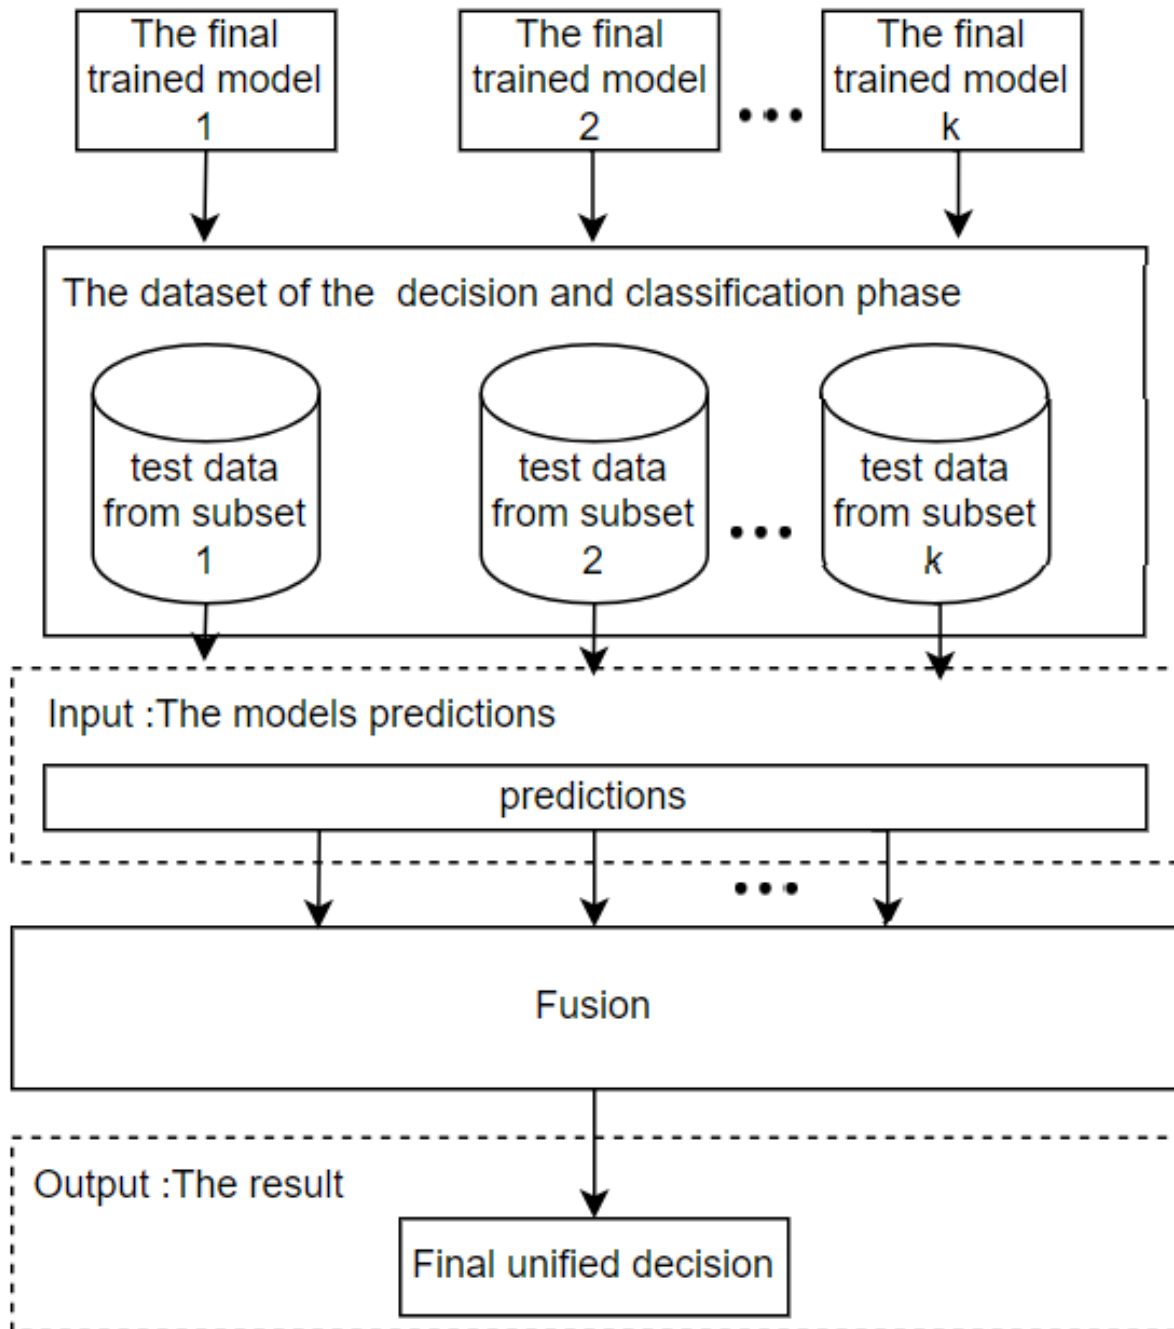 The final
trained model
1
The final
trained model
2
The final
trained model
k
The dataset of the decision and classification phase
test data
from subset
1
test data
from subset
2
test data
from subset
k
Input :The models predictions
predictions
Fusion
Output :The result
Final unified decision